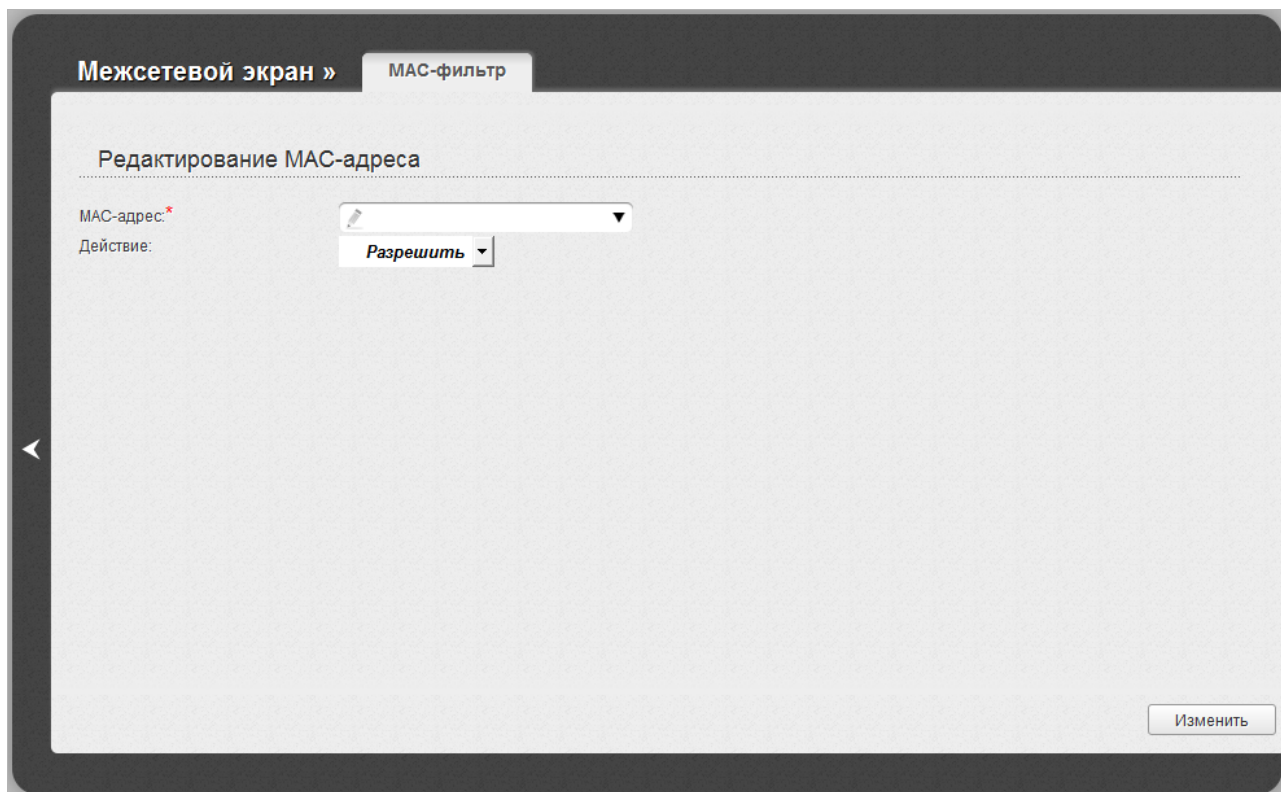 Межсетевой экран »
MAC-фильтр
Редактирование MAC-адреса
MAC-адрес:*
Действие:
Разрешить
Изменить